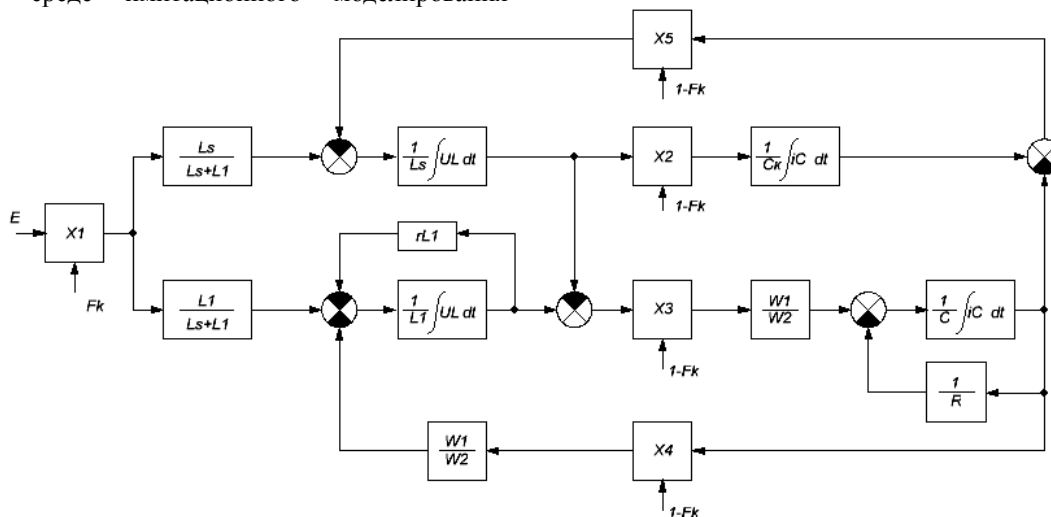 среде имитационного моделирования
X5
1-Fk
Ls
Ls+L1
1
Ls
∫UL dt
X2
1-Fk
1
Cк
∫iC dt
E
X1
Fk
rL1
L1
Ls+L1
1
L1
∫UL dt
X3
1-Fk
W1
W2
1
C
∫iC dt
1
R
W1
W2
X4
1-Fk